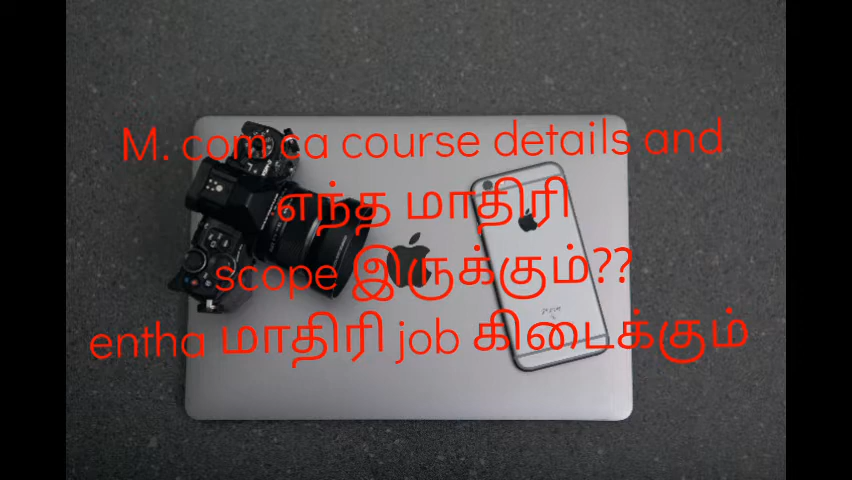 M. com ca course details and
எந்த மாதிரி
scope இருக்கும்??
entha மாதிரி job கிடைக்கும்